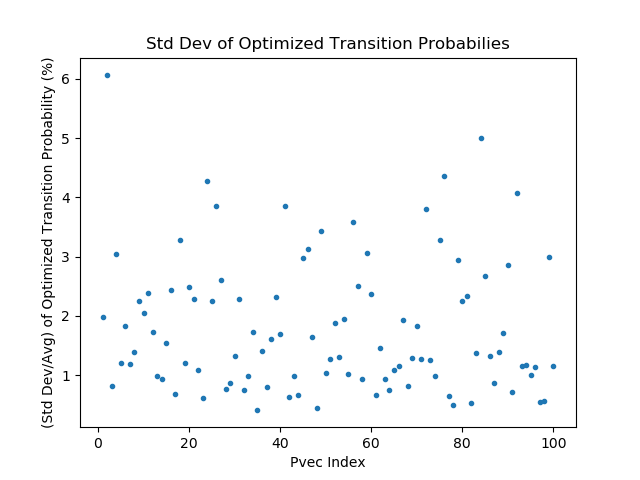 Std Dev of Optimized Transition Probabilies
(Std Dev/Avg) of Optimized Transition Probability (%)
6
5
4
3
2
1
0 20 40 60 80 100
Pvec Index